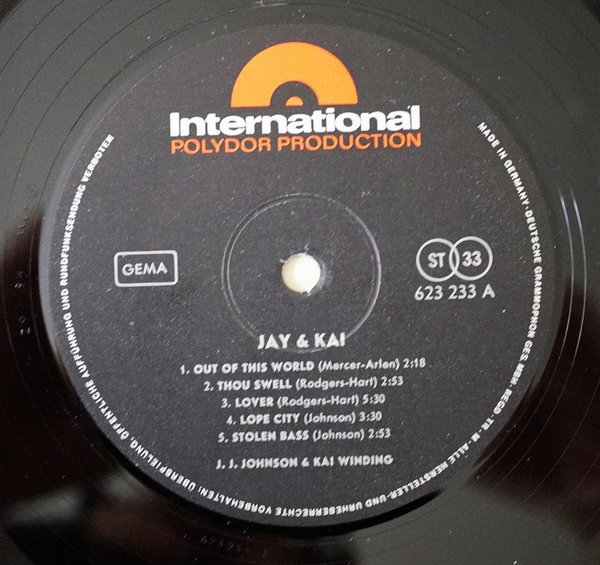 International
POLYDOR PRODUCTION
MADE IN GERMANY · DEUTSCHE GRAMMOPHON GES. MBH · REGD. TR. M. · ALLE HERSTELLER- UND URHEBERRECHTE VORBEHALTEN: ÜBERSPIELUNG, ÖFFENTLICHE AUFFÜHRUNG UND RUNDFUNKSENDUNG VERBOTEN
GEMA
ST 33
623 233 A
JAY & KAI
1. OUT OF THIS WORLD (Mercer-Arlen) 2:18
2. THOU SWELL (Rodgers-Hart) 2:53
3. LOVER (Rodgers-Hart) 5:30
4. LOPE CITY (Johnson) 3:30
5. STOLEN BASS (Johnson) 2:53
J. J. JOHNSON & KAI WINDING